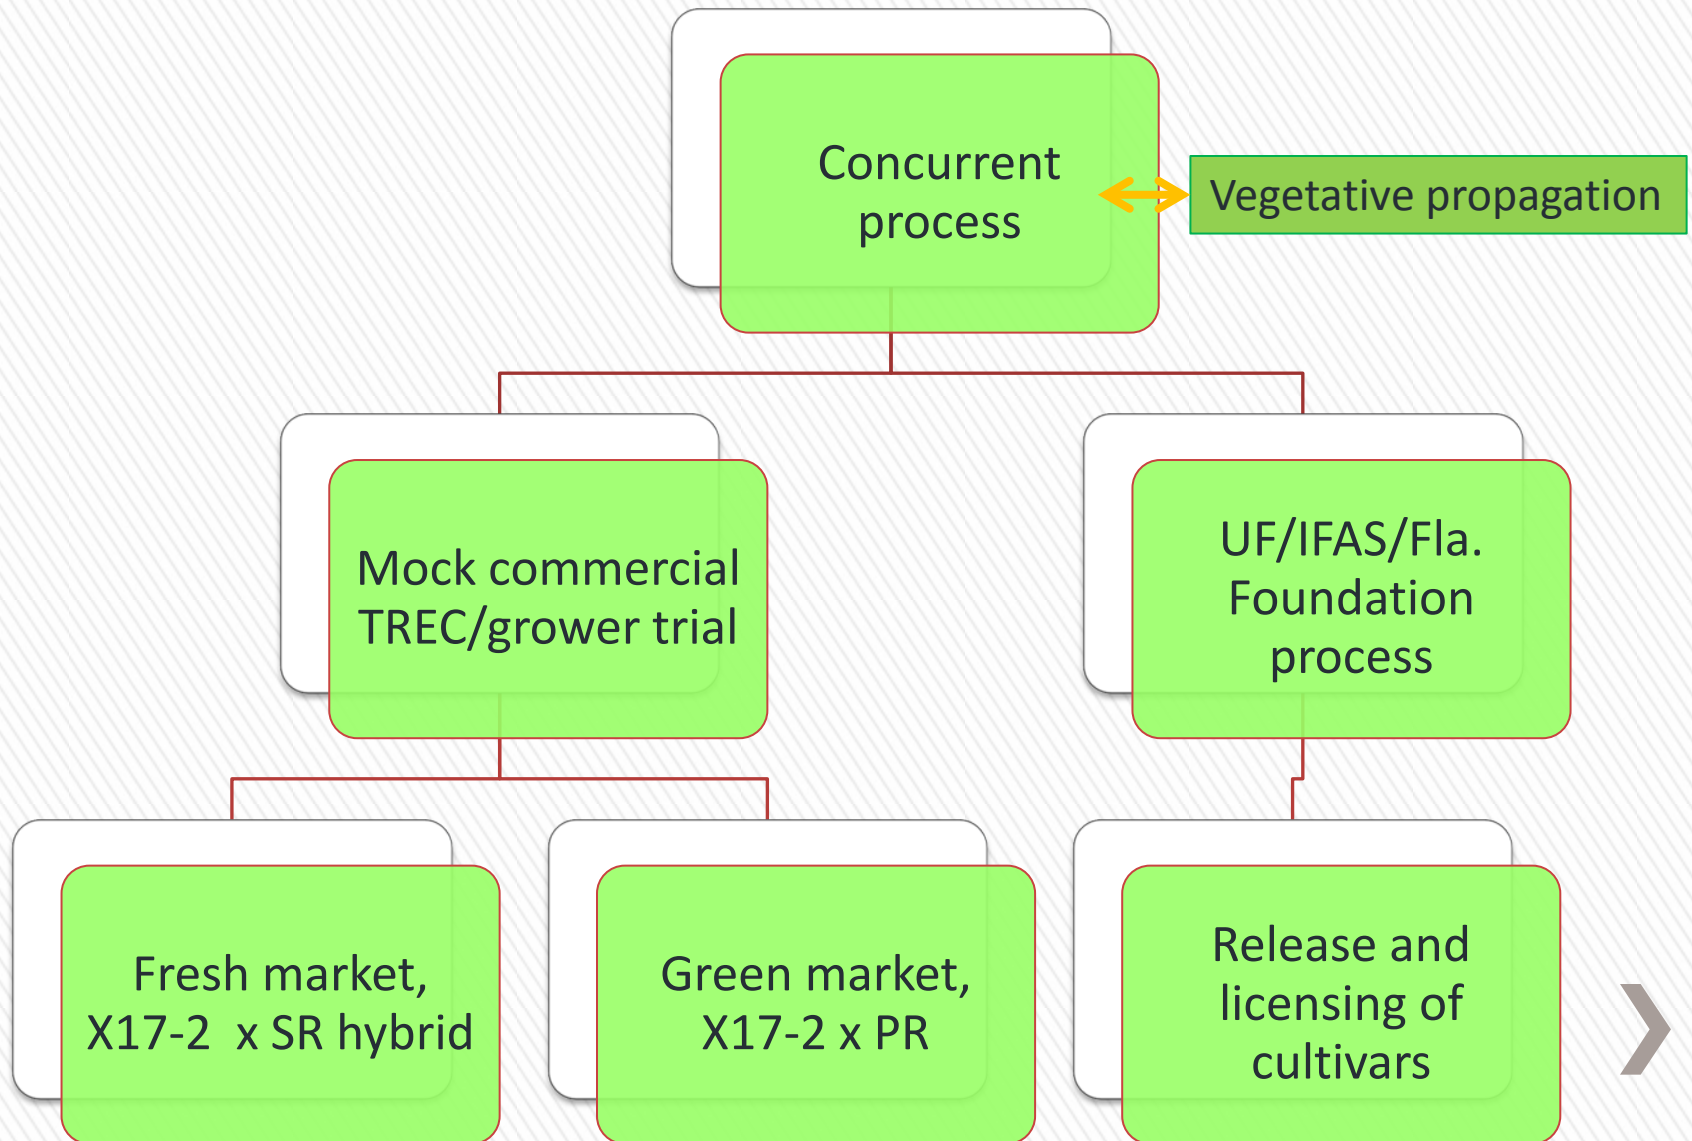 Concurrent
process
Vegetative propagation
Mock commercial
TREC/grower trial
UF/IFAS/Fla.
Foundation
process
Fresh market,
X17-2 x SR hybrid
Green market,
X17-2 x PR
Release and
licensing of
cultivars